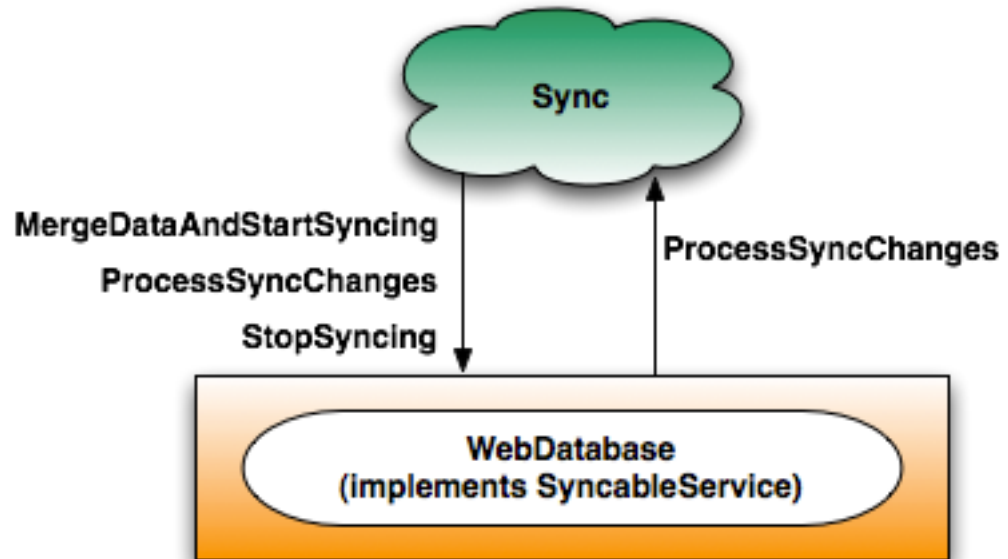 Sync
MergeDataAndStartSyncing
ProcessSyncChanges
StopSyncing
ProcessSyncChanges
WebDatabase
(implements SyncableService)